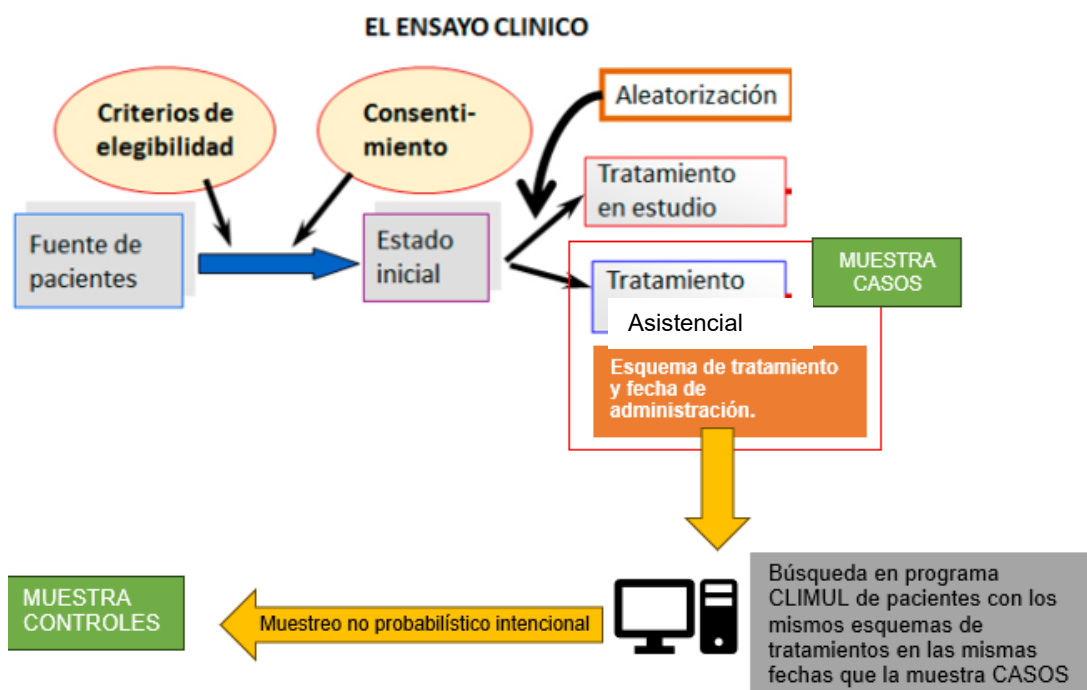 EL ENSAYO CLINICO
Criterios de
elegibilidad
Consenti-
miento
Aleatorización
Tratamiento
en estudio
Fuente de
pacientes
Estado
inicial
Tratamiento
Asistencial
MUESTRA
CASOS
Esquema de tratamiento
y fecha de
administración.
Búsqueda en programa
CLIMUL de pacientes con los
mismos esquemas de
tratamientos en las mismas
fechas que la muestra CASOS
Muestreo no probabilístico intencional
MUESTRA
CONTROLES